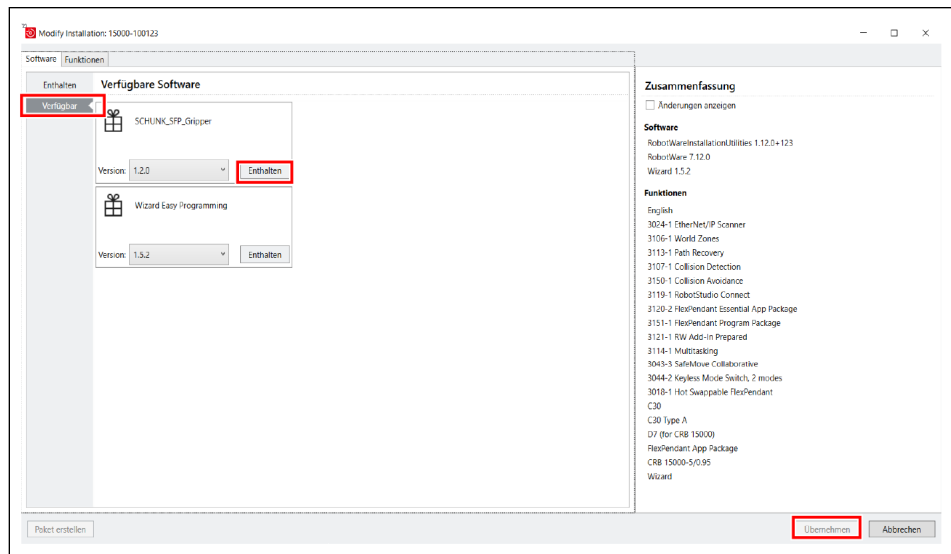 Modify Installation: 15000-100123
Software Funktionen
Enthalten
Verfügbar
Verfügbare Software
SCHUNK_SFP_Gripper
Version: 1.2.0 Enthalten
Wizard Easy Programming
Version: 1.5.2 Enthalten
Zusammenfassung
Änderungen anzeigen
Software
RobotWareInstallationUtilities 1.12.0+123
RobotWare 7.12.0
Wizard 1.5.2
Funktionen
English
3024-1 EtherNet/IP Scanner
3106-1 World Zones
3113-1 Path Recovery
3107-1 Collision Detection
3150-1 Collision Avoidance
3119-1 RobotStudio Connect
3120-2 FlexPendant Essential App Package
3151-1 FlexPendant Program Package
3121-1 RW Add-In Prepared
3114-1 Multitasking
3043-3 SafeMove Collaborative
3044-2 Keyless Mode Switch, 2 modes
3018-1 Hot Swappable FlexPendant
C30
C30 Type A
D7 (for CRB 15000)
FlexPendant App Package
CRB 15000-5/0.95
Wizard
Paket erstellen
Übernehmen Abbrechen